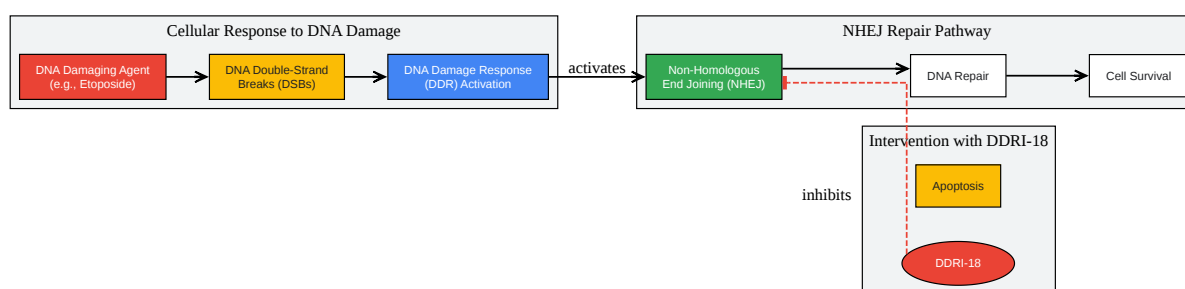 Cellular Response to DNA Damage
DNA Damaging Agent
(e.g., Etoposide)
DNA Double-Strand
Breaks (DSBs)
DNA Damage Response
(DDR) Activation
activates
NHEJ Repair Pathway
Non-Homologous
End Joining (NHEJ)
DNA Repair
Cell Survival
Intervention with DDRI-18
Apoptosis
inhibits
DDRI-18